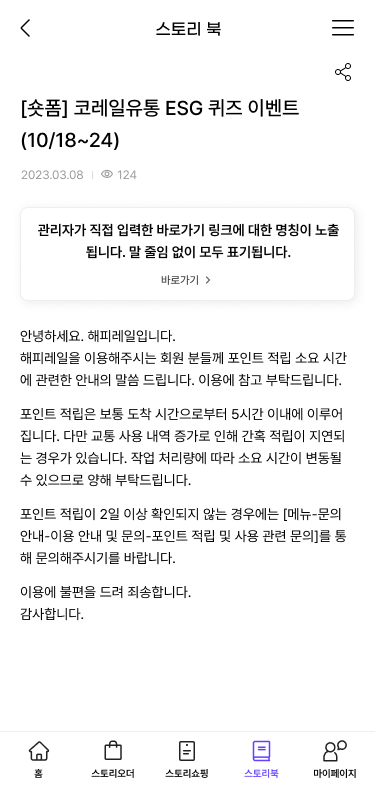 스토리 북
[숏폼] 코레일유통 ESG 퀴즈 이벤트
(10/18~24)
2023.03.08 124
관리자가 직접 입력한 바로가기 링크에 대한 명칭이 노출
됩니다. 말 줄임 없이 모두 표기됩니다.
바로가기
안녕하세요. 해피레일입니다.
해피레일을 이용해주시는 회원 분들께 포인트 적립 소요 시간
에 관련한 안내의 말씀 드립니다. 이용에 참고 부탁드립니다.
포인트 적립은 보통 도착 시간으로부터 5시간 이내에 이루어
집니다. 다만 교통 사용 내역 증가로 인해 간혹 적립이 지연되
는 경우가 있습니다. 작업 처리량에 따라 소요 시간이 변동될
수 있으므로 양해 부탁드립니다.
포인트 적립이 2일 이상 확인되지 않는 경우에는 [메뉴-문의
안내-이용 안내 및 문의-포인트 적립 및 사용 관련 문의]를 통
해 문의해주시기를 바랍니다.
이용에 불편을 드려 죄송합니다.
감사합니다.
홈 스토리오더 스토리쇼핑 스토리북 마이페이지